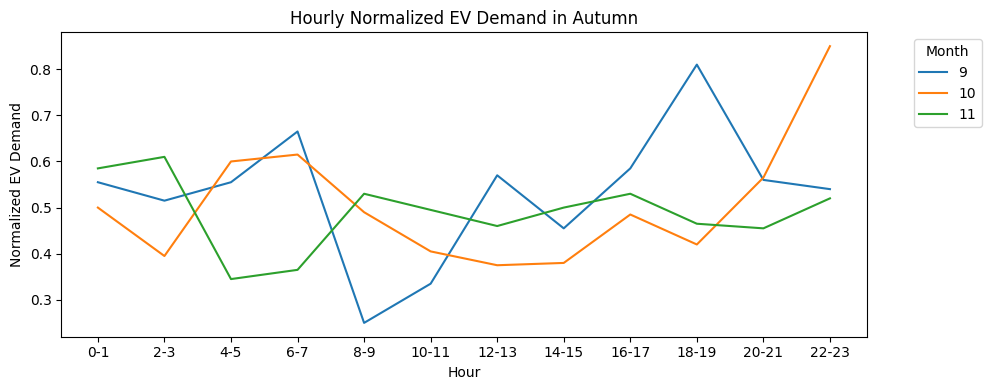 Hourly Normalized EV Demand in Autumn
Normalized EV Demand
0.8
0.7
0.6
0.5
0.4
0.3
0-1 2-3 4-5 6-7 8-9 10-11 12-13 14-15 16-17 18-19 20-21 22-23
Hour
Month
9
10
11